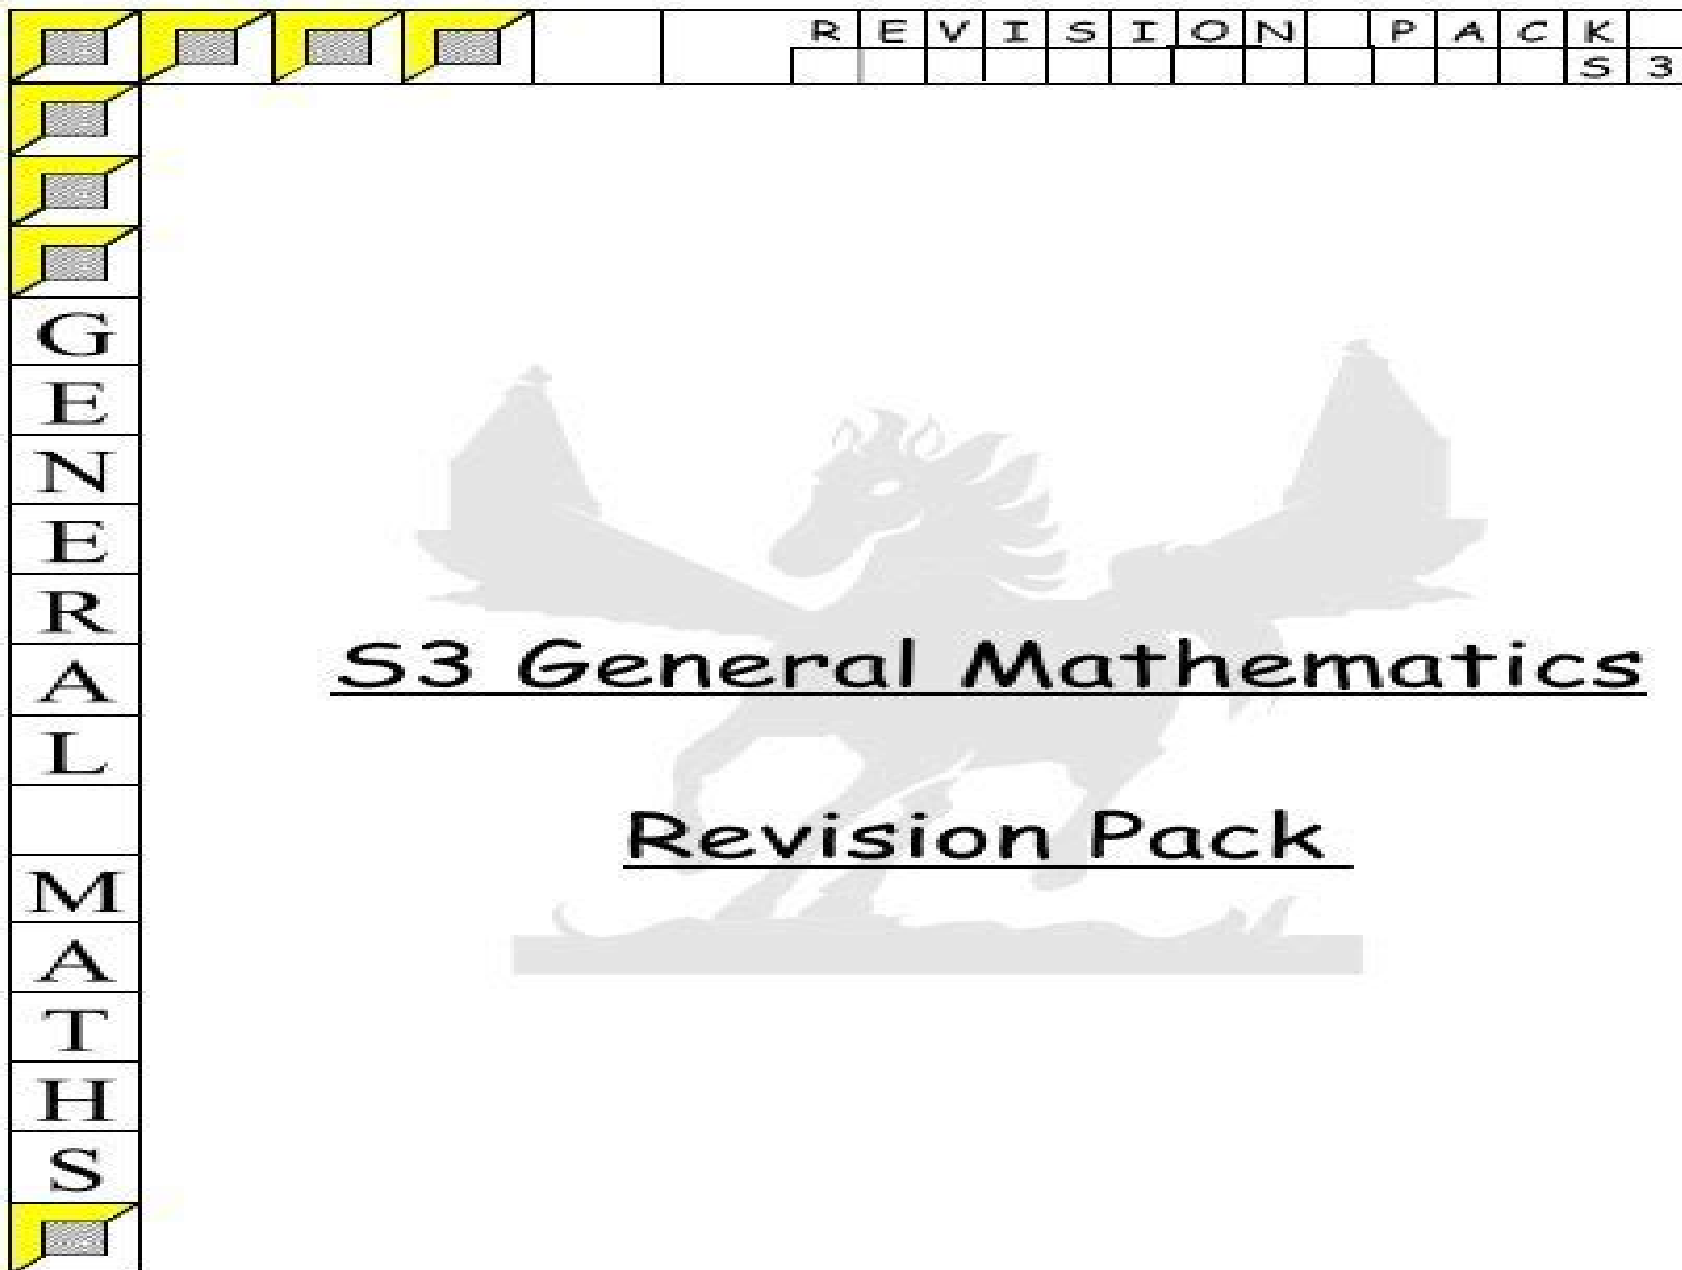 REVISION PACK
S3
GENERAL MATHS
S3 General Mathematics
Revision Pack